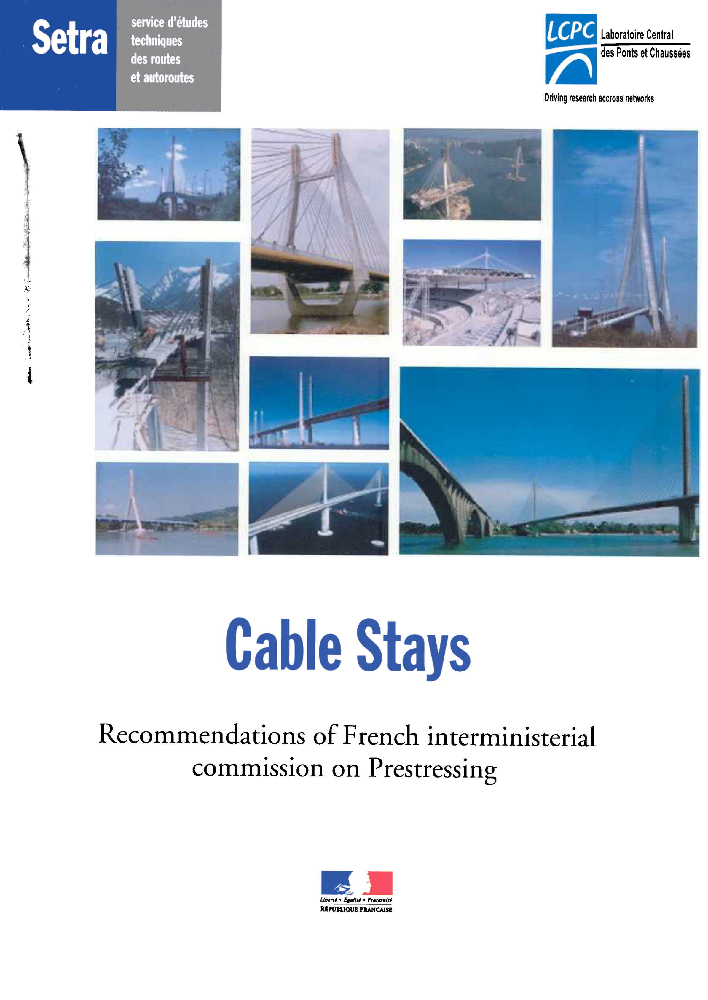 Setra
service d'études
techniques
des routes
et autoroutes
LCPC
Laboratoire Central
des Ponts et Chaussées
Driving research accross networks
Cable Stays
Recommendations of French interministerial
commission on Prestressing
Liberté • Égalité • Fraternité
RÉPUBLIQUE FRANÇAISE